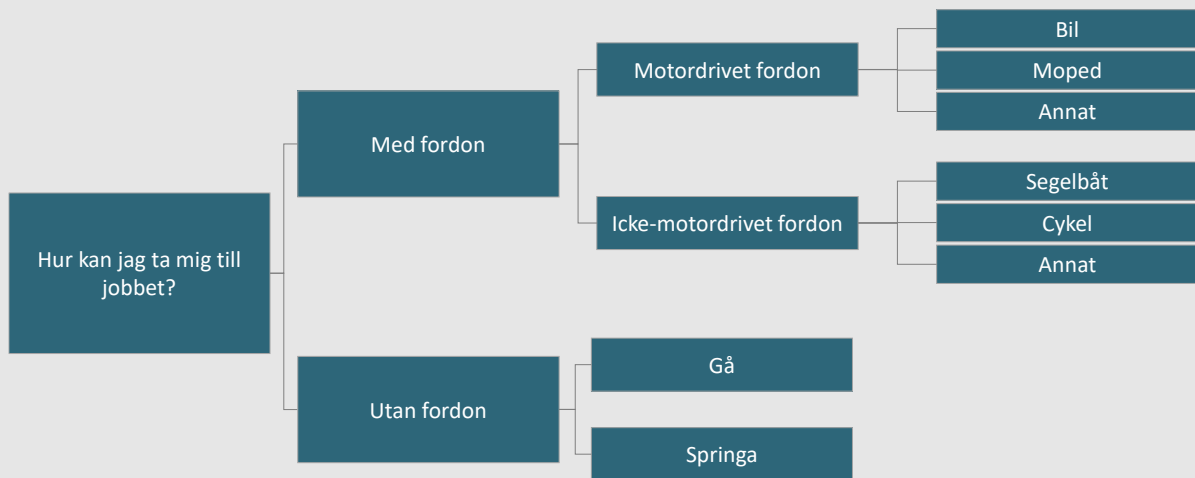 Hur kan jag ta mig till
jobbet?
Med fordon
Motordrivet fordon
Bil
Moped
Annat
Icke-motordrivet fordon
Segelbåt
Cykel
Annat
Utan fordon
Gå
Springa